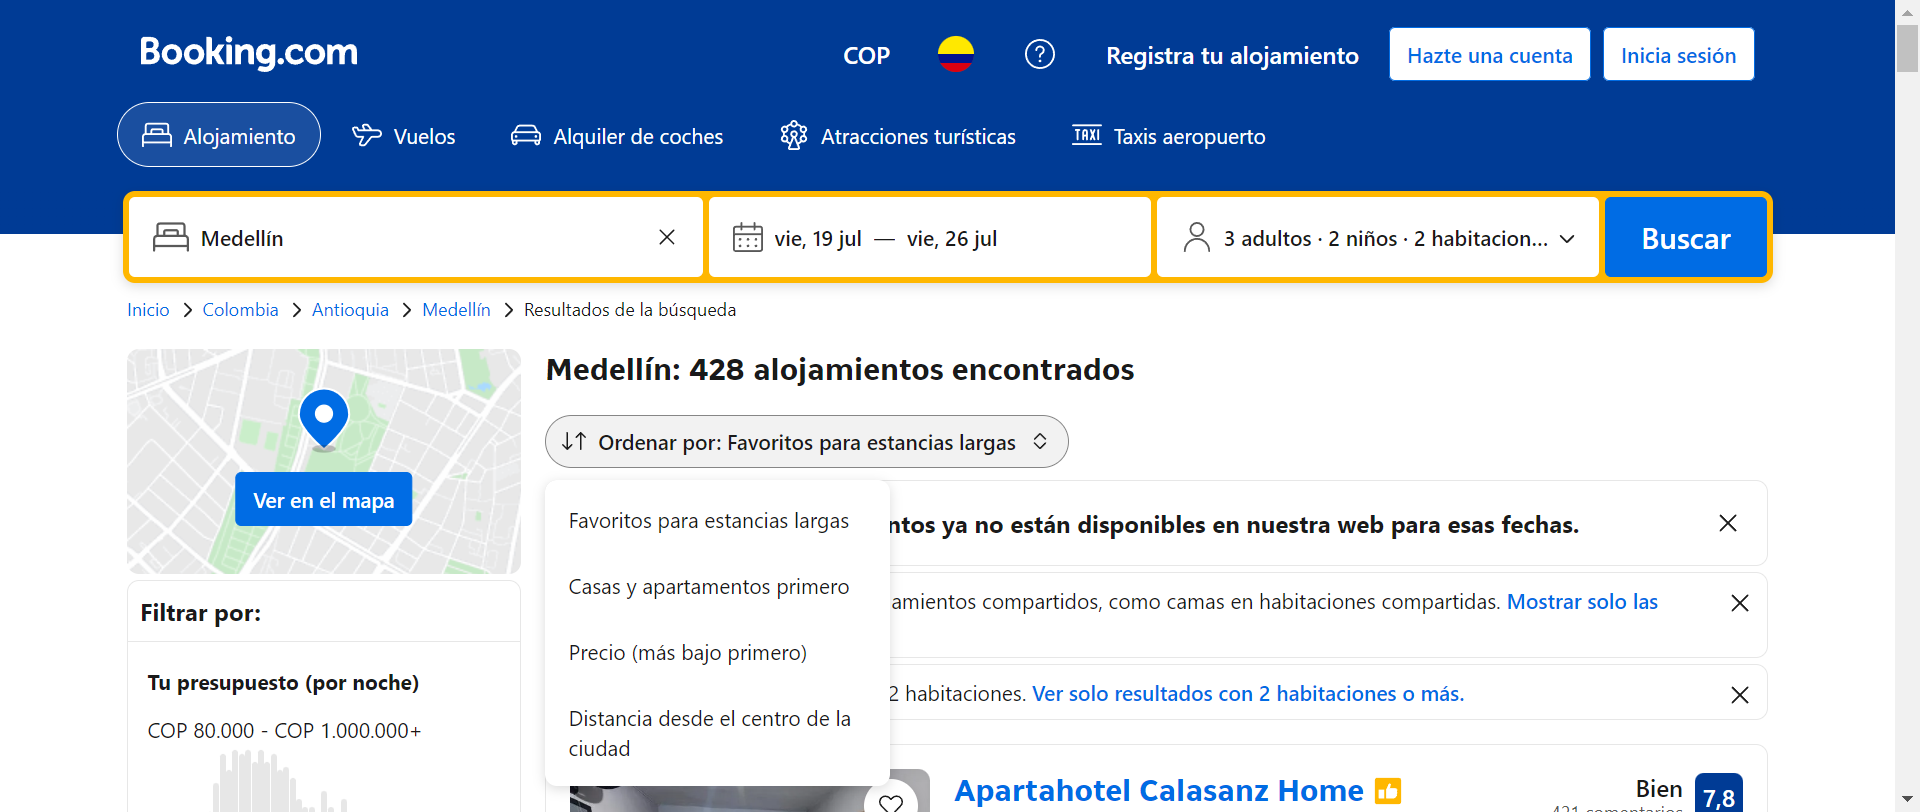 Booking.com
COP
Registra tu alojamiento
Hazte una cuenta
Inicia sesión
Alojamiento
Vuelos
Alquiler de coches
Atracciones turísticas
TAXI
Taxis aeropuerto
Medellín
vie, 19 jul — vie, 26 jul
3 adultos · 2 niños · 2 habitacion...
Buscar
Inicio
Colombia
Antioquia
Medellín
Resultados de la búsqueda
Ver en el mapa
Filtrar por:
Tu presupuesto (por noche)
COP 80.000 - COP 1.000.000+
Medellín: 428 alojamientos encontrados
Ordenar por: Favoritos para estancias largas
Favoritos para estancias largas
Casas y apartamentos primero
Precio (más bajo primero)
Distancia desde el centro de la
ciudad
ntos ya no están disponibles en nuestra web para esas fechas.
amientos compartidos, como camas en habitaciones compartidas. Mostrar solo las
2 habitaciones. Ver solo resultados con 2 habitaciones o más.
Apartahotel Calasanz Home
Bien
421 comentarios
7,8